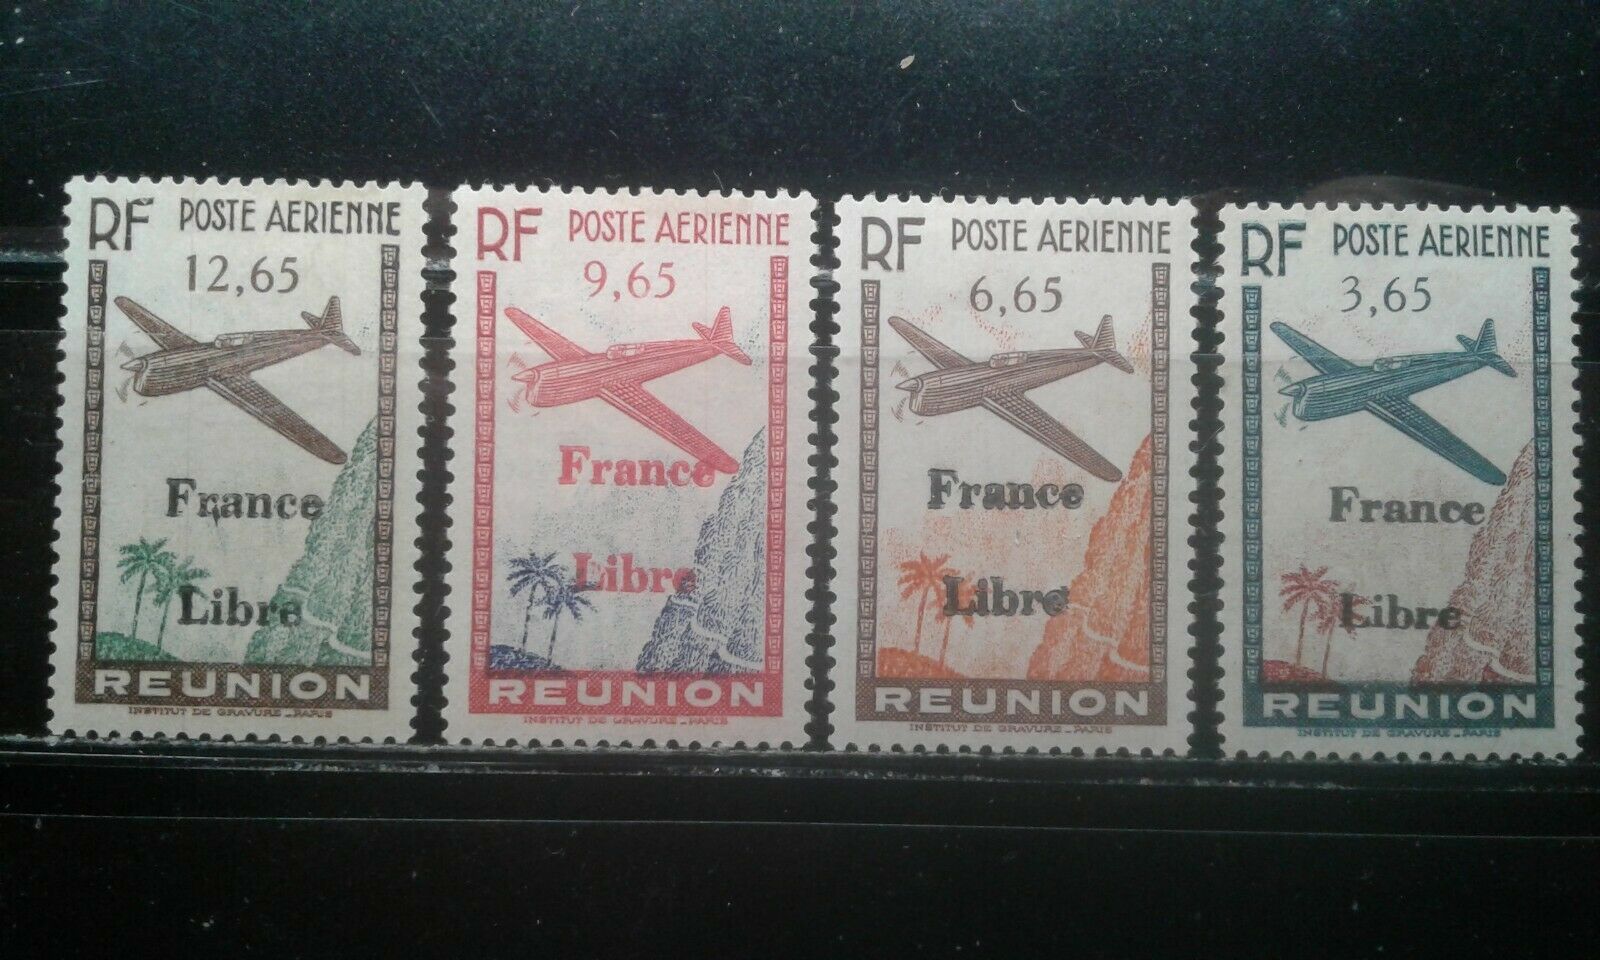 RF POSTE AERIENNE
12,65
France
Libre
REUNION
INSTITUT DE GRAVURE _ PARIS
RF POSTE AERIENNE
9,65
France
Libre
REUNION
INSTITUT DE GRAVURE _ PARIS
RF POSTE AERIENNE
6,65
France
Libre
REUNION
INSTITUT DE GRAVURE _ PARIS
RF POSTE AERIENNE
3,65
France
Libre
REUNION
INSTITUT DE GRAVURE _ PARIS